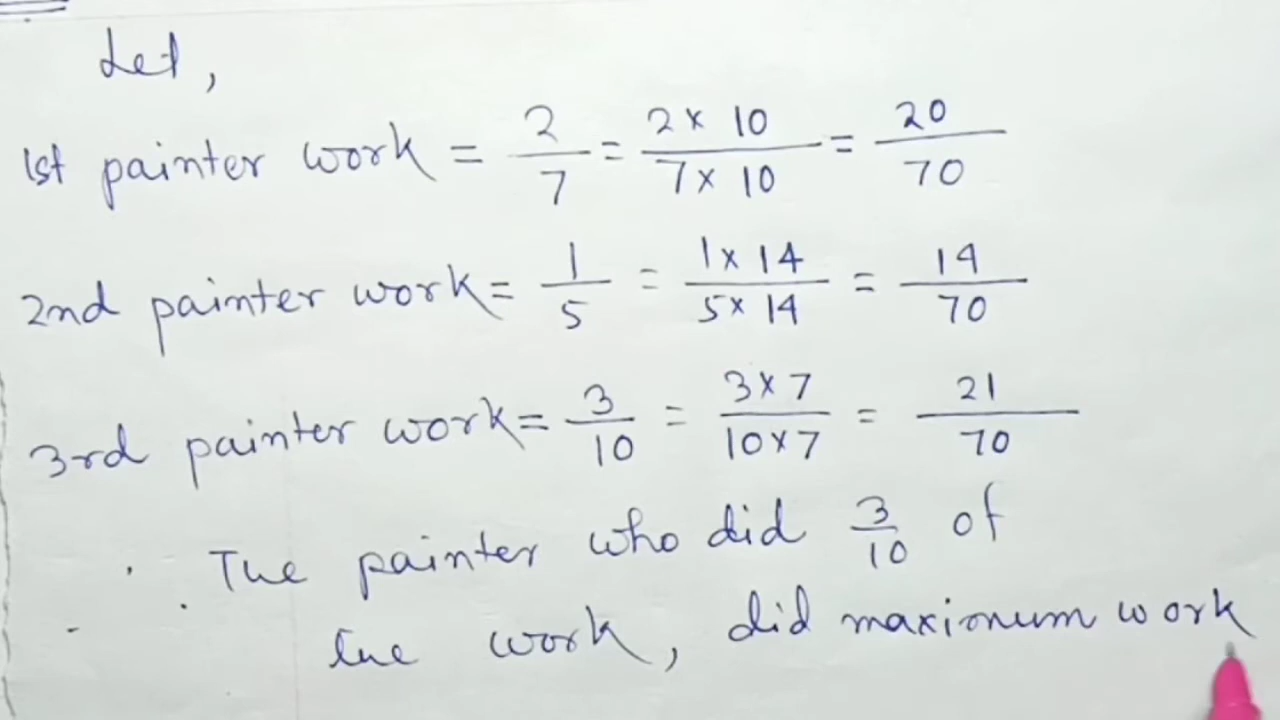 Let,
1st painter work = 2/7 = 2 x 10 / 7 x 10 = 20/70
2nd painter work = 1/5 = 1 x 14 / 5 x 14 = 14/70
3rd painter work = 3/10 = 3 x 7 / 10 x 7 = 21/70
∴ The painter who did 3/10 of
the work, did maximum work